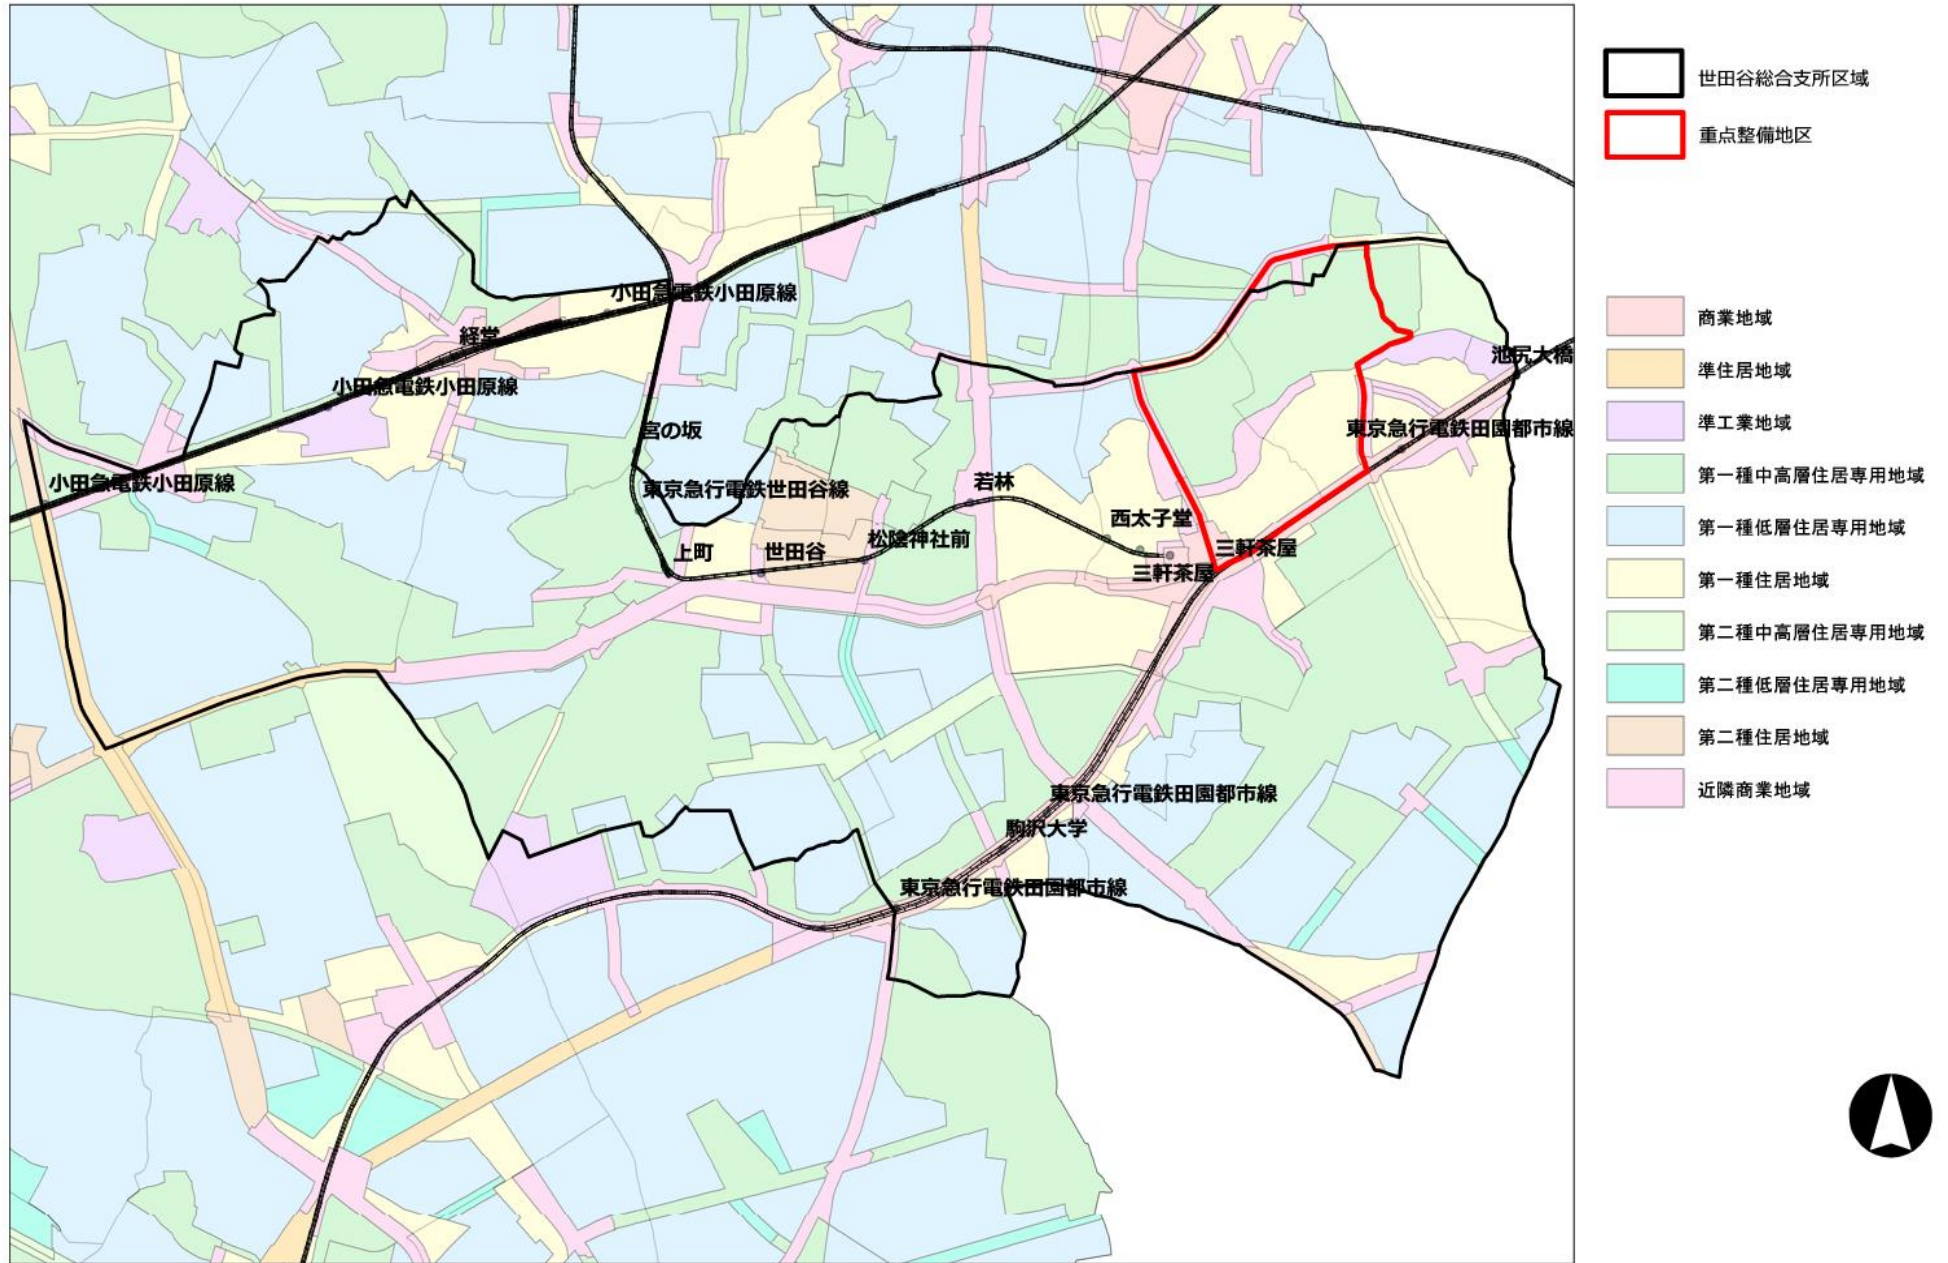 世田谷総合支所区域
重点整備地区
小田急電鉄小田原線
経堂
池尻大橋
小田急電鉄小田原線
宮の坂
東京急行電鉄田園都市線
小田急電鉄小田原線
東京急行電鉄世田谷線
若林
西太子堂
松陰神社前
上町
世田谷
三軒茶屋
三軒茶屋
東京急行電鉄田園都市線
駒沢大学
東京急行電鉄田園都市線
商業地域
準住居地域
準工業地域
第一種中高層住居専用地域
第一種低層住居専用地域
第一種住居地域
第二種中高層住居専用地域
第二種低層住居専用地域
第二種住居地域
近隣商業地域